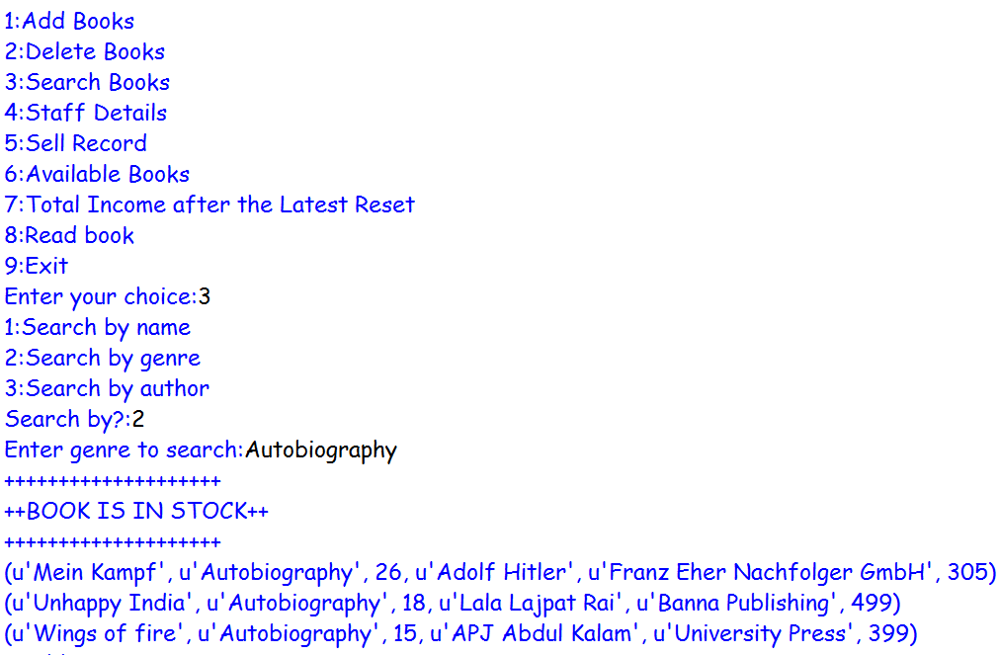 1:Add Books
2:Delete Books
3:Search Books
4:Staff Details
5:Sell Record
6:Available Books
7:Total Income after the Latest Reset
8:Read book
9:Exit
Enter your choice:3
1:Search by name
2:Search by genre
3:Search by author
Search by?:2
Enter genre to search:Autobiography
++++++++++++++++++++
++BOOK IS IN STOCK++
++++++++++++++++++++
(u'Mein Kampf', u'Autobiography', 26, u'Adolf Hitler', u'Franz Eher Nachfolger GmbH', 305)
(u'Unhappy India', u'Autobiography', 18, u'Lala Lajpat Rai', u'Banna Publishing', 499)
(u'Wings of fire', u'Autobiography', 15, u'APJ Abdul Kalam', u'University Press', 399)